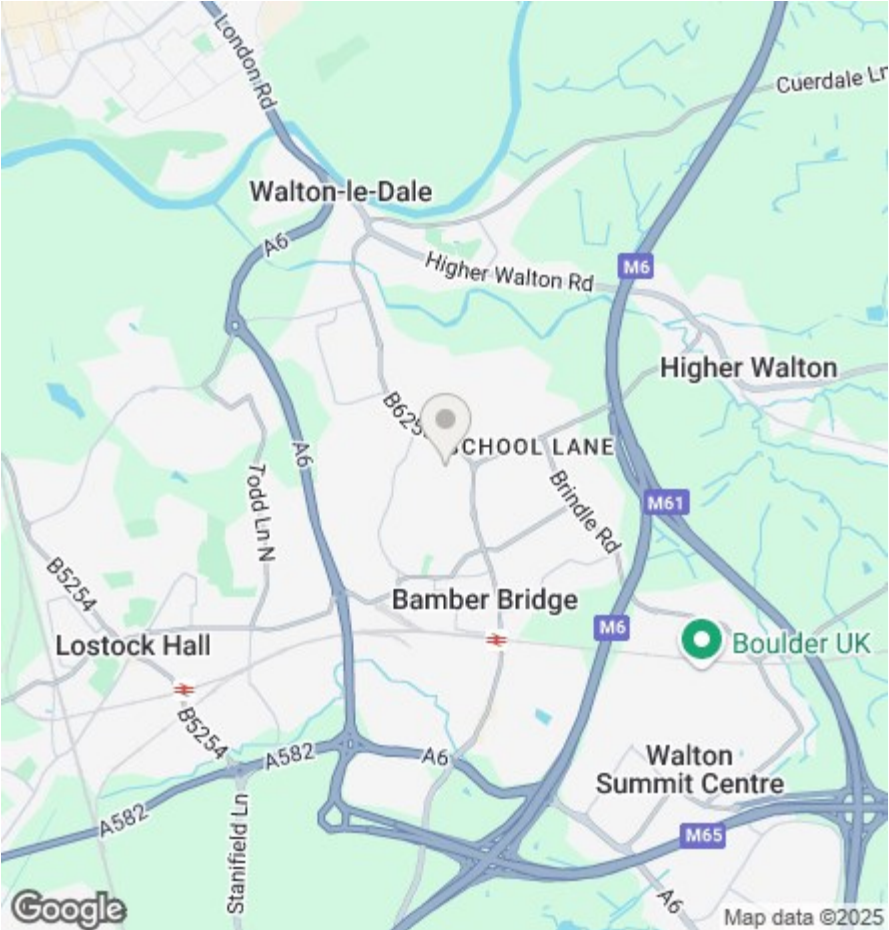 London Rd
Cuerdale Ln
Walton-le-Dale
A6
Higher Walton Rd
M6
Higher Walton
SCHOOL LANE
A6
Todd Ln N
Brindle Rd
M61
B5254
Bamber Bridge
M6
Boulder UK
Lostock Hall
B5254
A582
A6
Walton
Summit Centre
A582
Stanifield Ln
M65
A6
Google
Map data ©2025